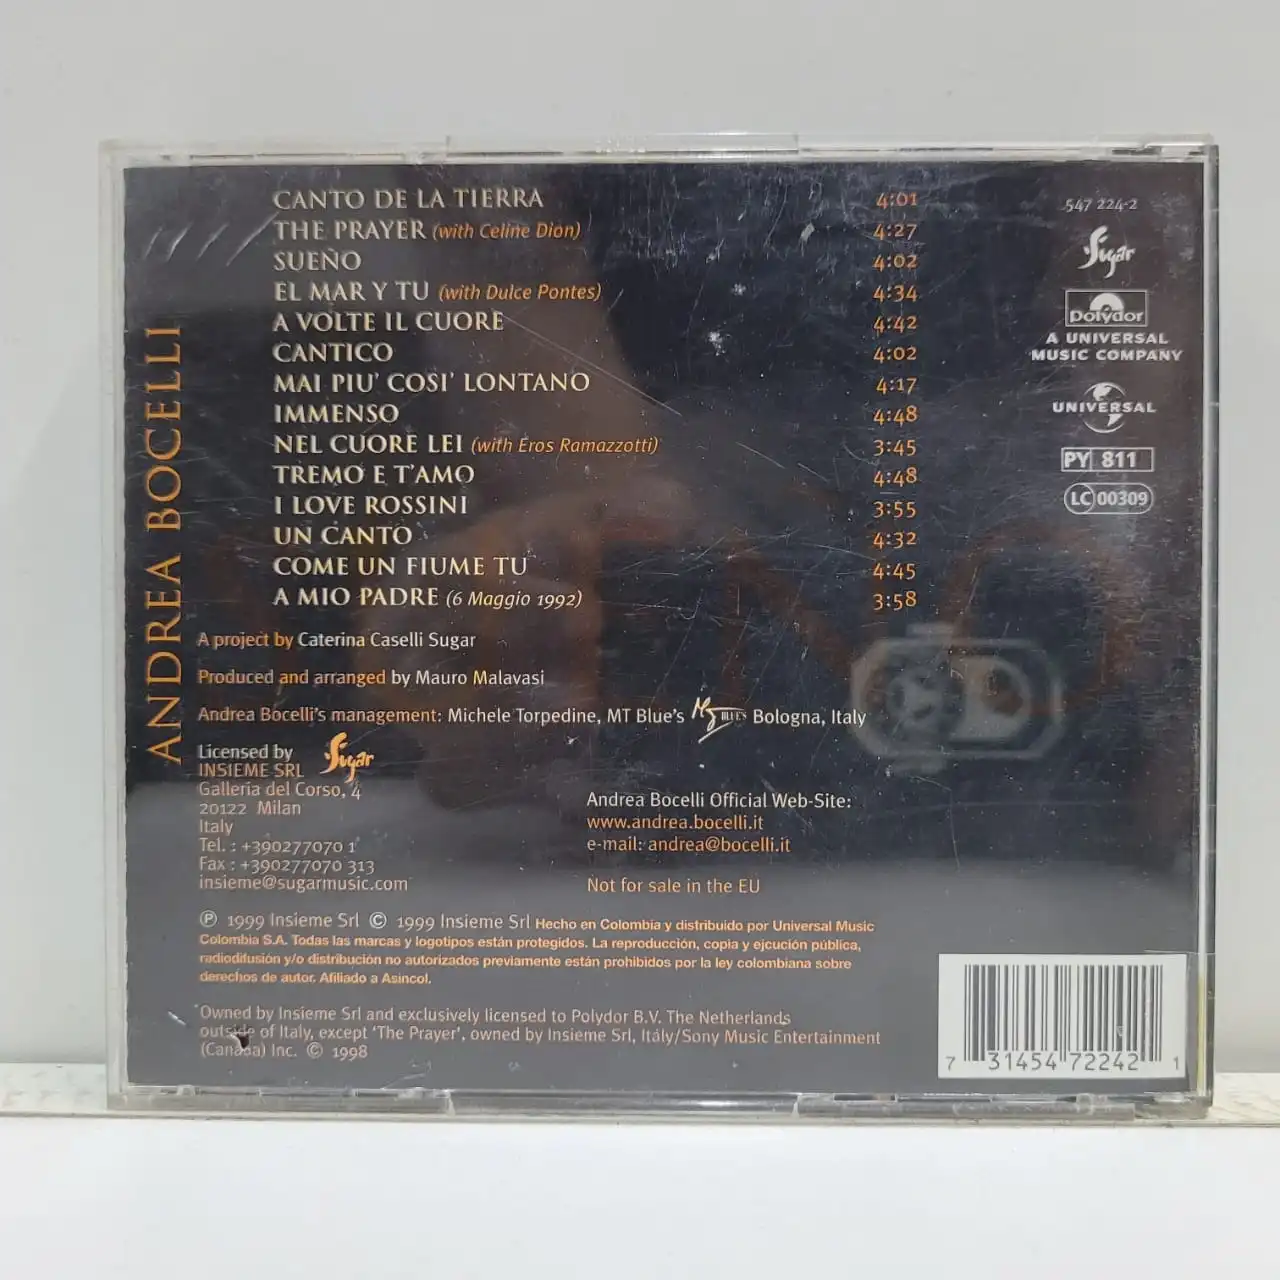 CANTO DE LA TIERRA 4:01
THE PRAYER (with Celine Dion) 4:27
SUEÑO 4:02
EL MAR Y TU (with Dulce Pontes) 4:34
A VOLTE IL CUORE 4:42
CANTICO 4:02
MAI PIU' COSI' LONTANO 4:17
IMMENSO 4:48
NEL CUORE LEI (with Eros Ramazzotti) 3:45
TREMO E T'AMO 4:48
I LOVE ROSSINI 3:55
UN CANTO 4:32
COME UN FIUME TU 4:45
A MIO PADRE (6 Maggio 1992) 3:58
ANDREA BOCELLI
547 224-2
Sugar
Polydor
A UNIVERSAL
MUSIC COMPANY
UNIVERSAL
PY 811
LC 00309
A project by Caterina Caselli Sugar
Produced and arranged by Mauro Malavasi
Andrea Bocelli's management: Michele Torpedine, MT Blue's BLUE'S Bologna, Italy
Licensed by Sugar
INSIEME SRL
Galleria del Corso, 4
20122 Milan
Italy
Tel. : +390277070 1
Fax : +390277070 313
insieme@sugarmusic.com
Andrea Bocelli Official Web-Site:
www.andrea.bocelli.it
e-mail: andrea@bocelli.it
Not for sale in the EU
℗ 1999 Insieme Srl © 1999 Insieme Srl Hecho en Colombia y distribuido por Universal Music
Colombia S.A. Todas las marcas y logotipos están protegidos. La reproducción, copia y ejcución pública,
radiodifusión y/o distribución no autorizados previamente están prohibidos por la ley colombiana sobre
derechos de autor. Afiliado a Asincol.
Owned by Insieme Srl and exclusively licensed to Polydor B.V. The Netherlands
outside of Italy, except 'The Prayer', owned by Insieme Srl, Italy/Sony Music Entertainment
(Canada) Inc. © 1998
7 31454 72242 1